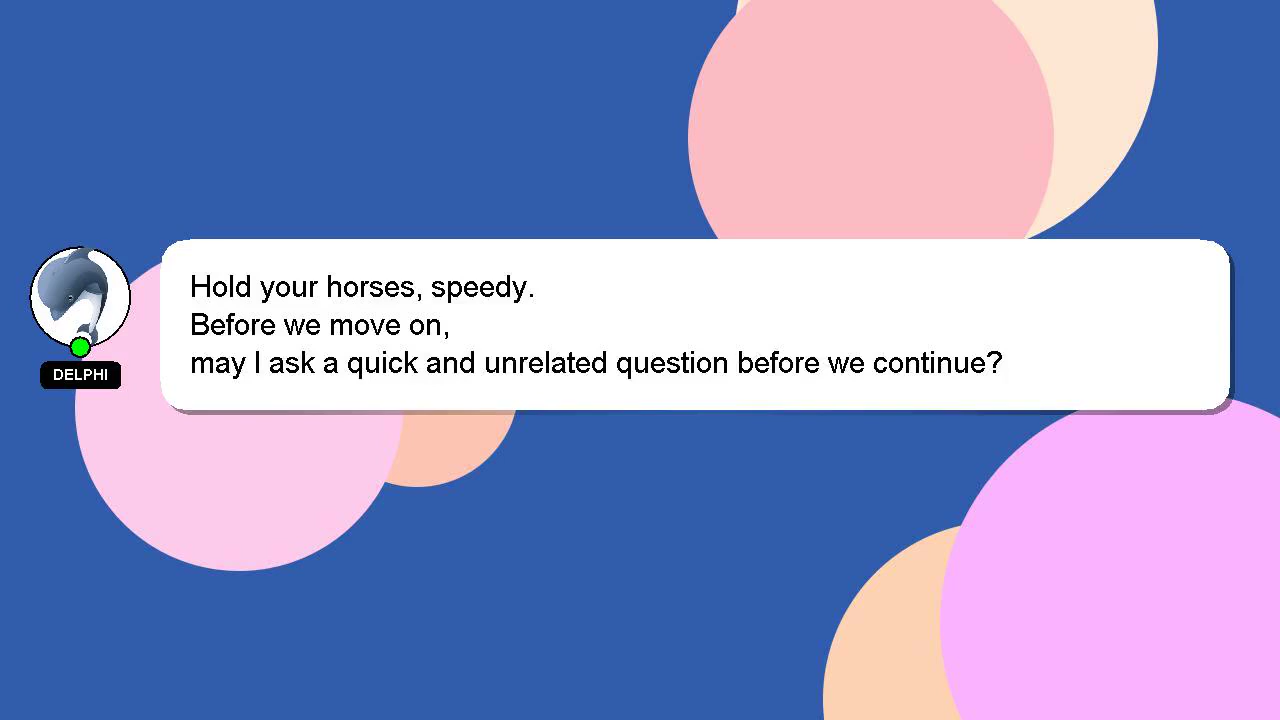 Hold your horses, speedy.
Before we move on,
may I ask a quick and unrelated question before we continue?
DELPHI